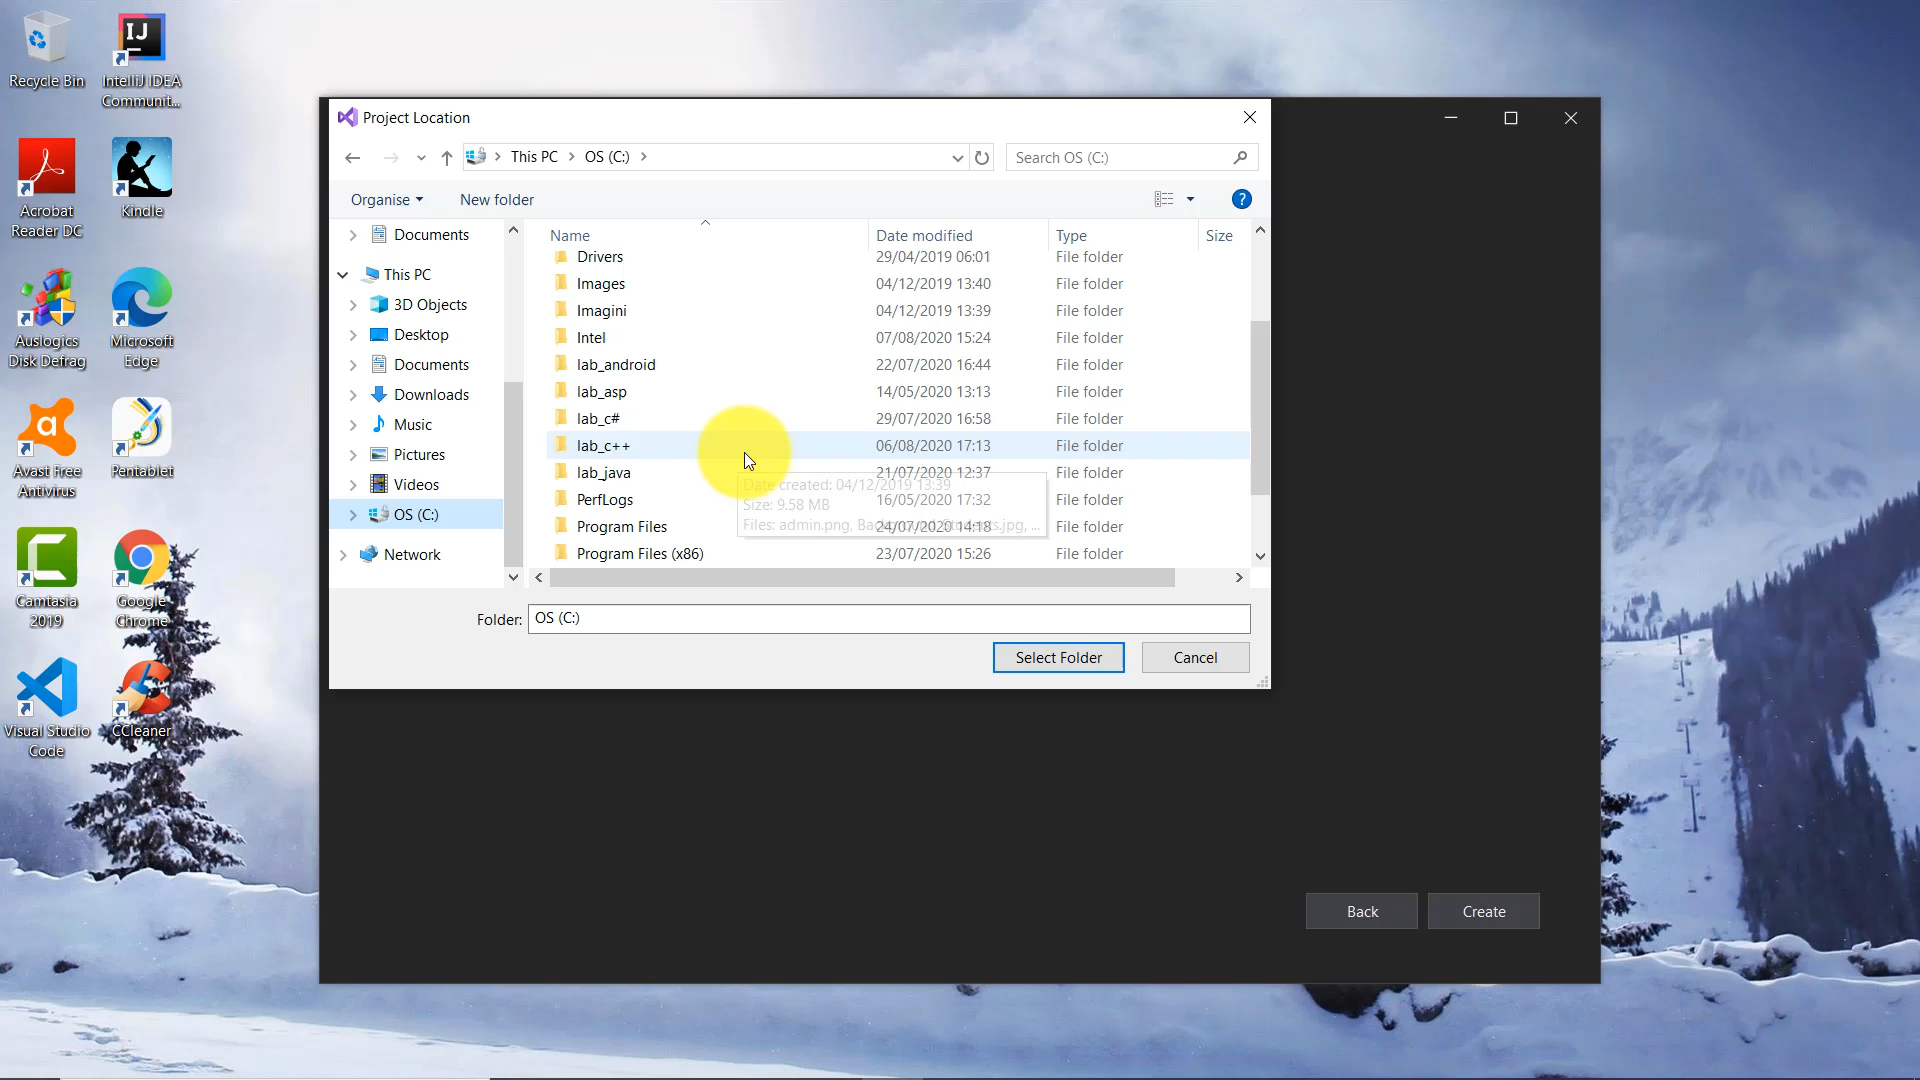 Recycle Bin
IntelliJ IDEA
Communit...
Acrobat
Reader DC
Kindle
Auslogics
Disk Defrag
Microsoft
Edge
Avast Free
Antivirus
Pentablet
Camtasia
2019
Google
Chrome
Visual Studio
Code
CCleaner
Project Location
This PC
OS (C:)
Search OS (C:)
Organise
New folder
Documents
This PC
3D Objects
Desktop
Documents
Downloads
Music
Pictures
Videos
OS (C:)
Network
Name Date modified Type Size
Drivers 29/04/2019 06:01 File folder
Images 04/12/2019 13:40 File folder
Imagini 04/12/2019 13:39 File folder
Intel 07/08/2020 15:24 File folder
lab_android 22/07/2020 16:44 File folder
lab_asp 14/05/2020 13:13 File folder
lab_c# 29/07/2020 16:58 File folder
lab_c++ 06/08/2020 17:13 File folder
lab_java 21/07/2020 12:37 File folder
PerfLogs 16/05/2020 17:32 File folder
Program Files 24/07/2020 14:18 File folder
Program Files (x86) 23/07/2020 15:26 File folder
Date created: 04/12/2019 13:39
Size: 9.58 MB
Files: admin.png,
Folder: OS (C:)
Select Folder
Cancel
Back
Create